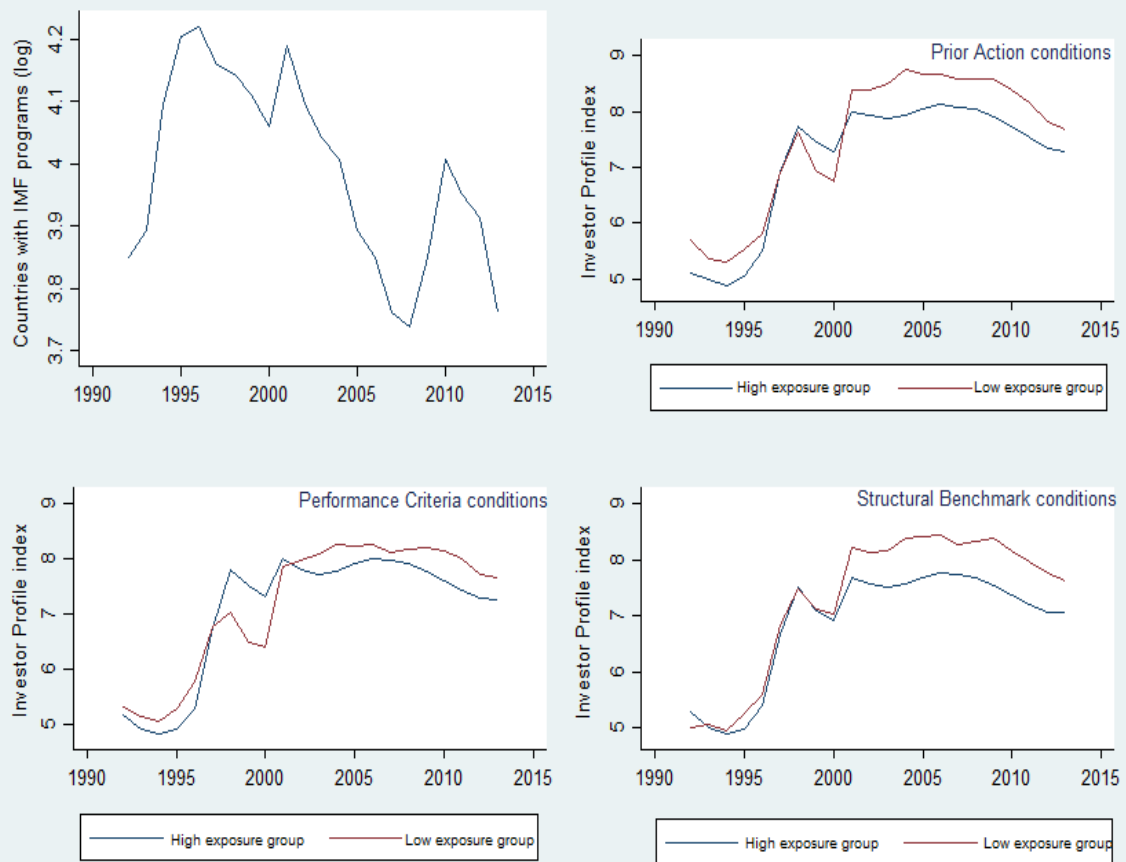 Countries with IMF programs (log)
4.2
4.1
4
3.9
3.8
3.7
1990 1995 2000 2005 2010 2015
Prior Action conditions
Investor Profile index
9
8
7
6
5
1990 1995 2000 2005 2010 2015
High exposure group Low exposure group
Performance Criteria conditions
Investor Profile index
9
8
7
6
5
1990 1995 2000 2005 2010 2015
High exposure group Low exposure group
Structural Benchmark conditions
Investor Profile index
9
8
7
6
5
1990 1995 2000 2005 2010 2015
High exposure group Low exposure group